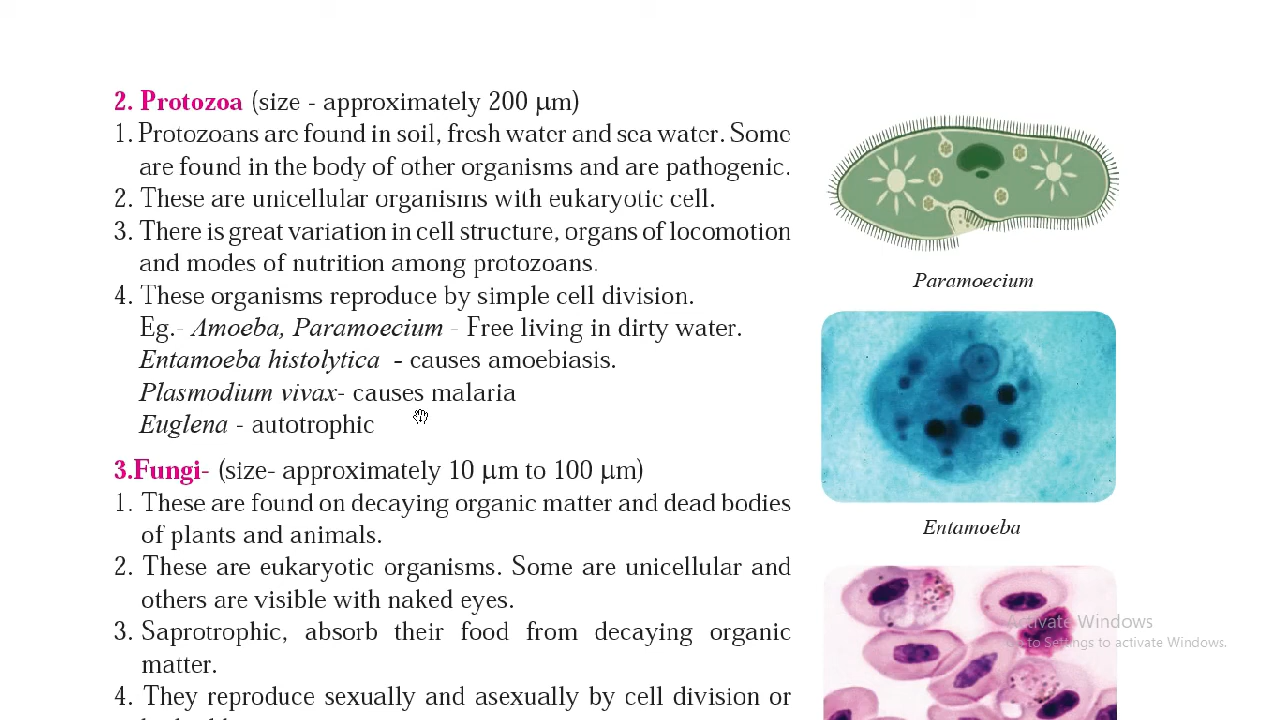 2. Protozoa (size - approximately 200 μm)
1. Protozoans are found in soil, fresh water and sea water. Some
are found in the body of other organisms and are pathogenic.
2. These are unicellular organisms with eukaryotic cell.
3. There is great variation in cell structure, organs of locomotion
and modes of nutrition among protozoans.
4. These organisms reproduce by simple cell division.
Eg.- Amoeba, Paramoecium - Free living in dirty water.
Entamoeba histolytica - causes amoebiasis.
Plasmodium vivax- causes malaria
Euglena - autotrophic
3.Fungi- (size- approximately 10 μm to 100 μm)
1. These are found on decaying organic matter and dead bodies
of plants and animals.
2. These are eukaryotic organisms. Some are unicellular and
others are visible with naked eyes.
3. Saprotrophic, absorb their food from decaying organic
matter.
4. They reproduce sexually and asexually by cell division or
Paramoecium
Entamoeba
Activate Windows
Go to Settings to activate Windows.